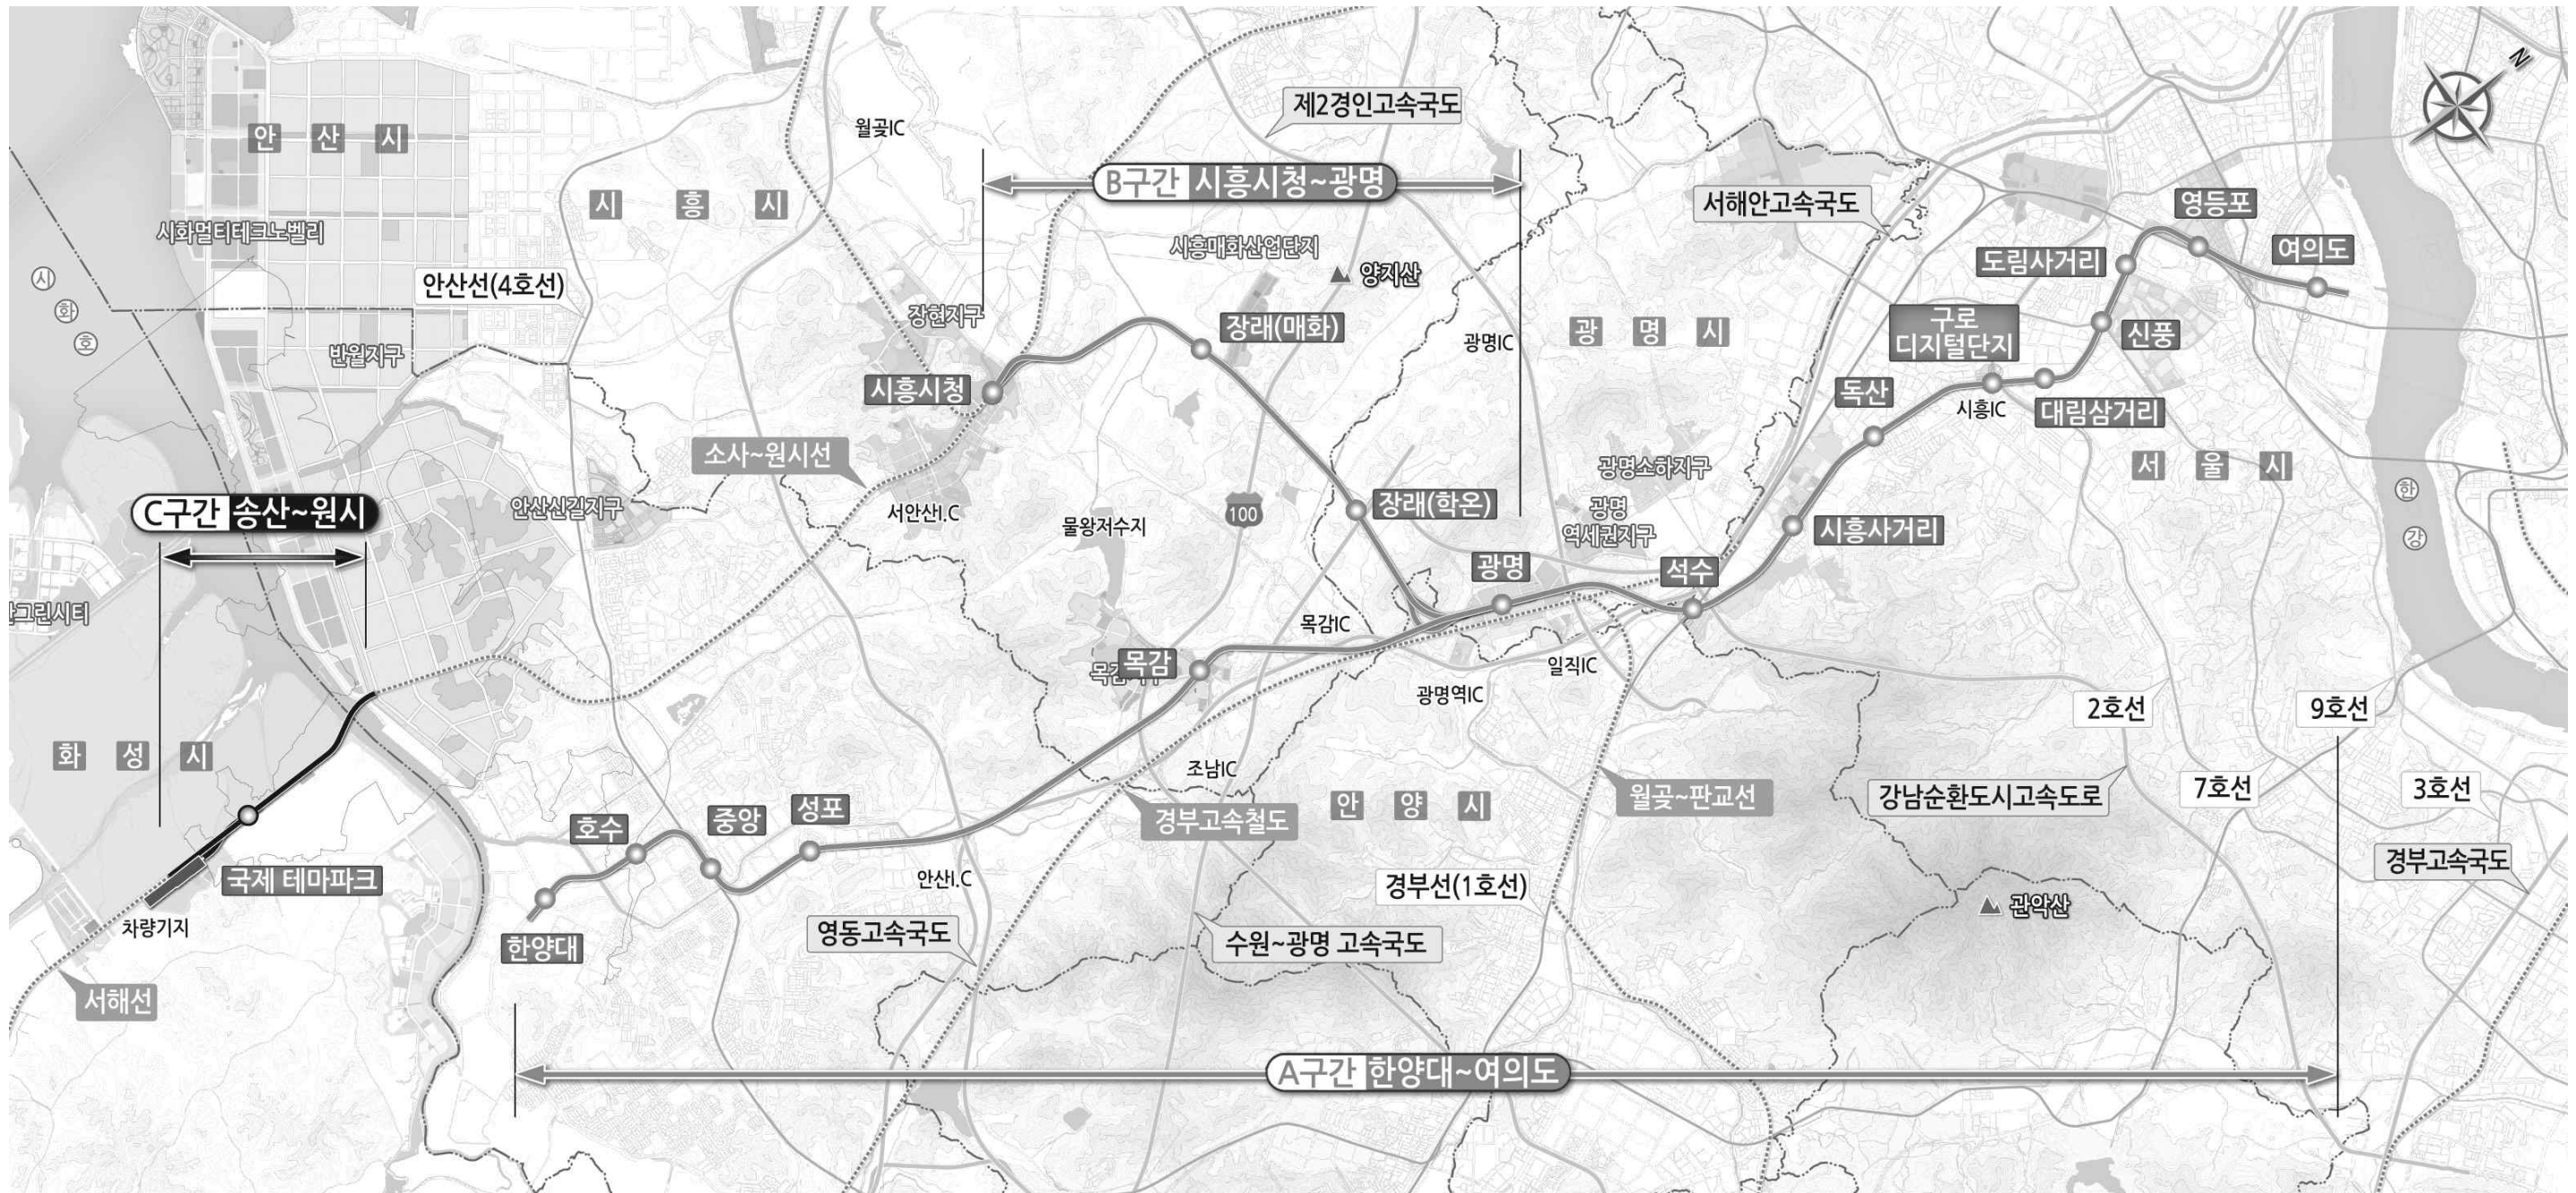 N
제2경인고속국도
월곶IC
안 산 시
B구간 시흥시청~광명
시 흥 시
서해안고속국도
영등포
시화멀티테크노벨리
시흥매화산업단지
양지산
도림사거리
여의도
시
화
호
안산선(4호선)
장현지구
장래(매화)
광명IC
광 명 시
구로
디지털단지
신풍
반월지구
시흥시청
독산
시흥IC
대림삼거리
소사~원시선
광명소하지구
서 울 시
한
강
C구간 송산~원시
안산신길지구
서안산I.C
물왕저수지
100
장래(학온)
광명
역세권지구
시흥사거리
그린시티
광명
석수
목감IC
목감
일직IC
광명역IC
2호선
9호선
화 성 시
조남IC
월곶~판교선
강남순환도시고속도로
7호선
3호선
호수
중앙
성포
경부고속철도
안 양 시
경부고속국도
국제 테마파크
안산I.C
경부선(1호선)
관악산
차량기지
한양대
영동고속국도
수원~광명 고속국도
서해선
A구간 한양대~여의도